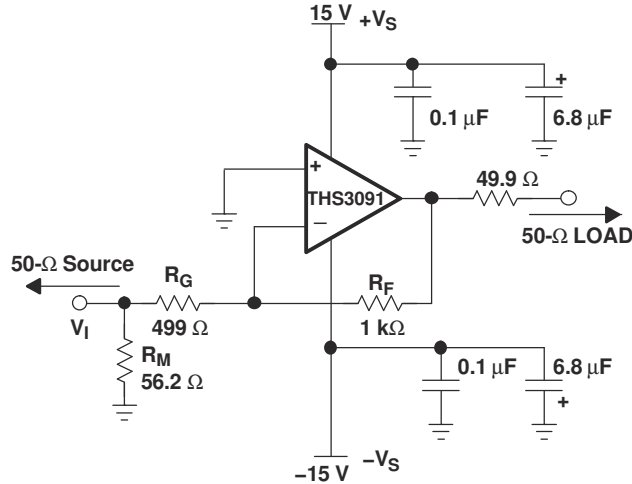 15 V
+VS
+
0.1 µF
6.8 µF
+
THS3091
−
49.9 Ω
50-Ω LOAD
50-Ω Source
RG
RF
VI
499 Ω
1 kΩ
RM
56.2 Ω
0.1 µF
6.8 µF
+
−15 V
−VS